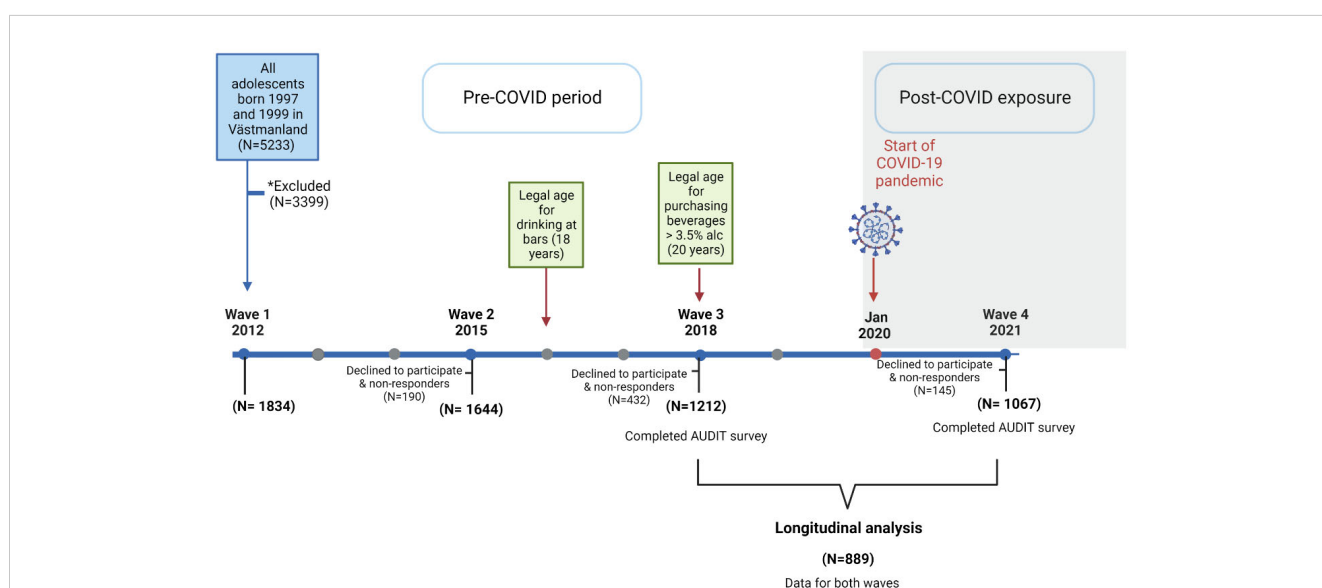 All
adolescents
born 1997
and 1999 in
Västmanland
(N=5233)
*Excluded
(N=3399)
Pre-COVID period
Post-COVID exposure
Legal age
for
drinking at
bars (18
years)
Legal age
for
purchasing
beverages
> 3.5% alc
(20 years)
Start of
COVID-19
pandemic
Wave 1
2012
Wave 2
2015
Wave 3
2018
Jan
2020
Wave 4
2021
(N= 1834)
Declined to participate
& non-responders
(N=190)
(N= 1644)
Declined to participate
& non-responders
(N=432)
(N=1212)
Completed AUDIT survey
Declined to participate
& non-responders
(N=145)
(N= 1067)
Completed AUDIT survey
Longitudinal analysis
(N=889)
Data for both waves